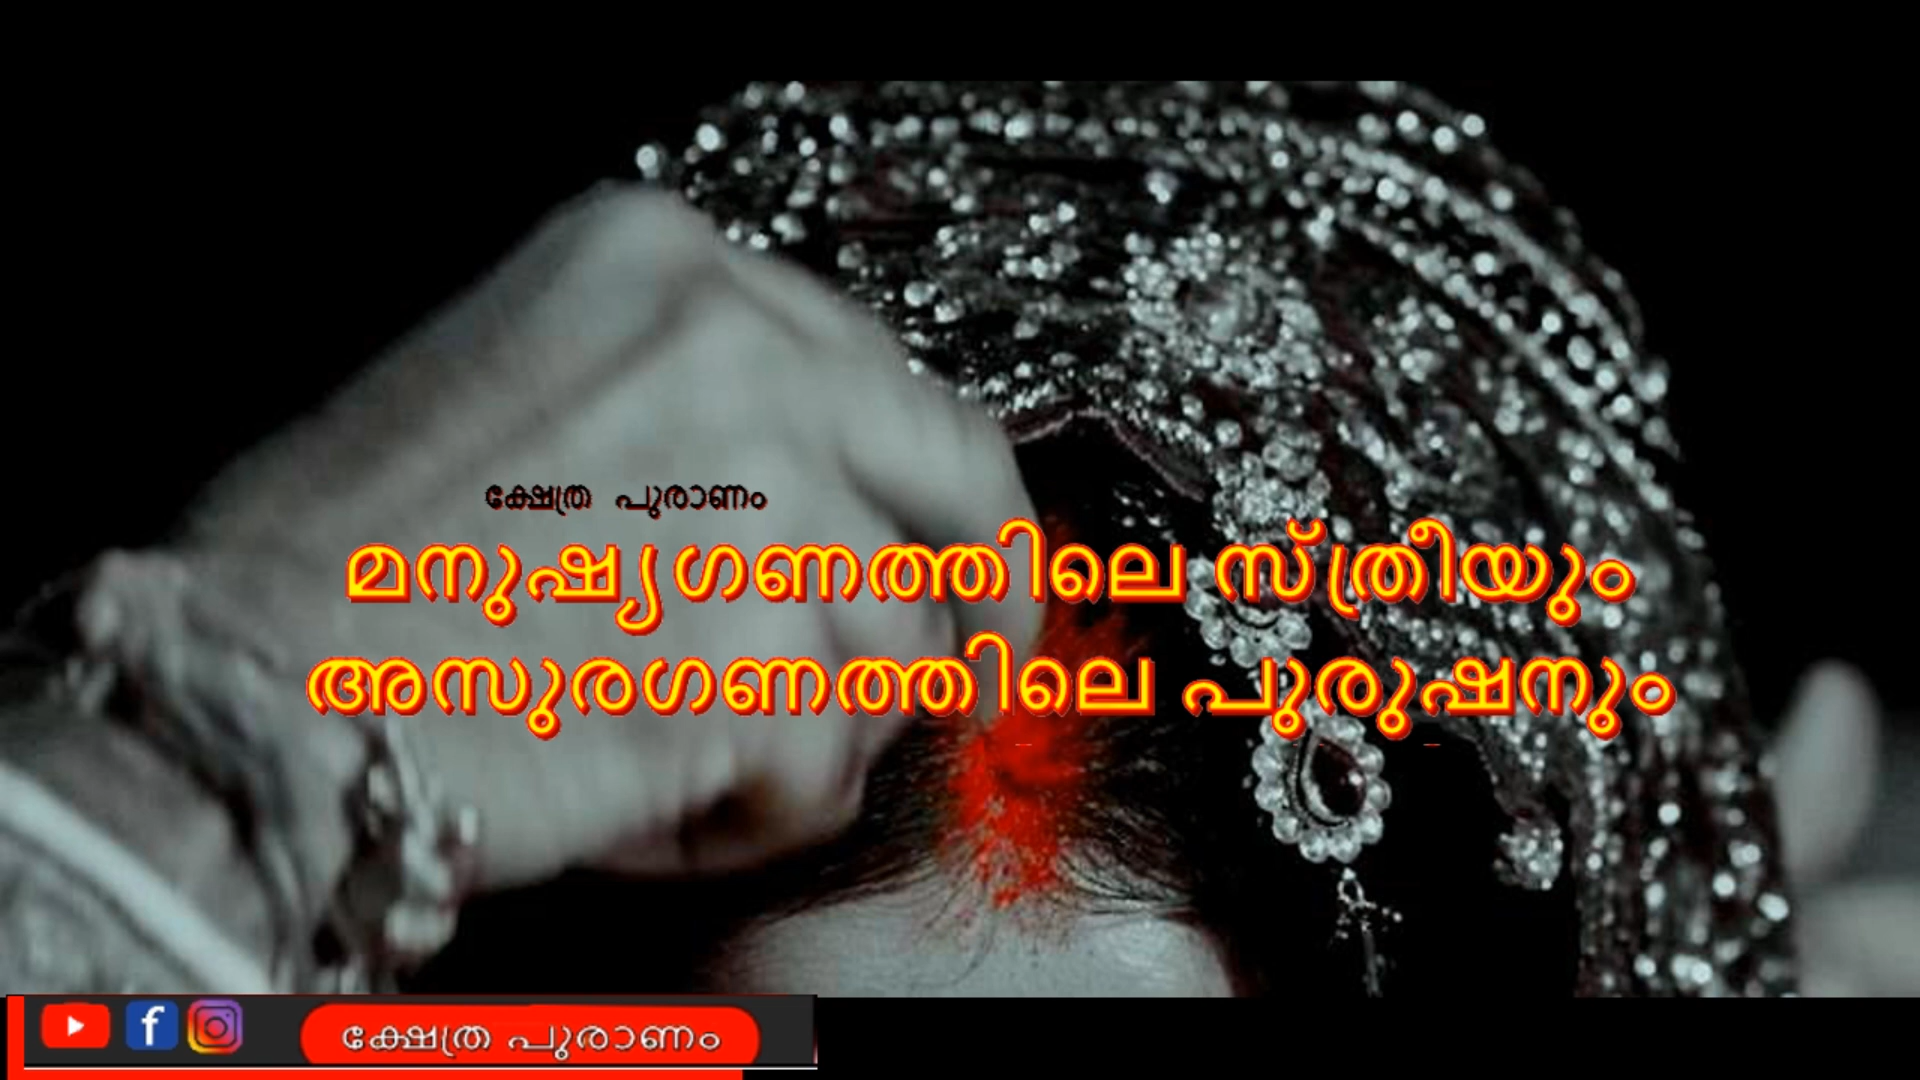 ക്ഷേത്ര പുരാണം
മനുഷ്യഗണത്തിലെ സ്ത്രീയും
അസുരഗണത്തിലെ പുരുഷനും
ക്ഷേത്ര പുരാണം